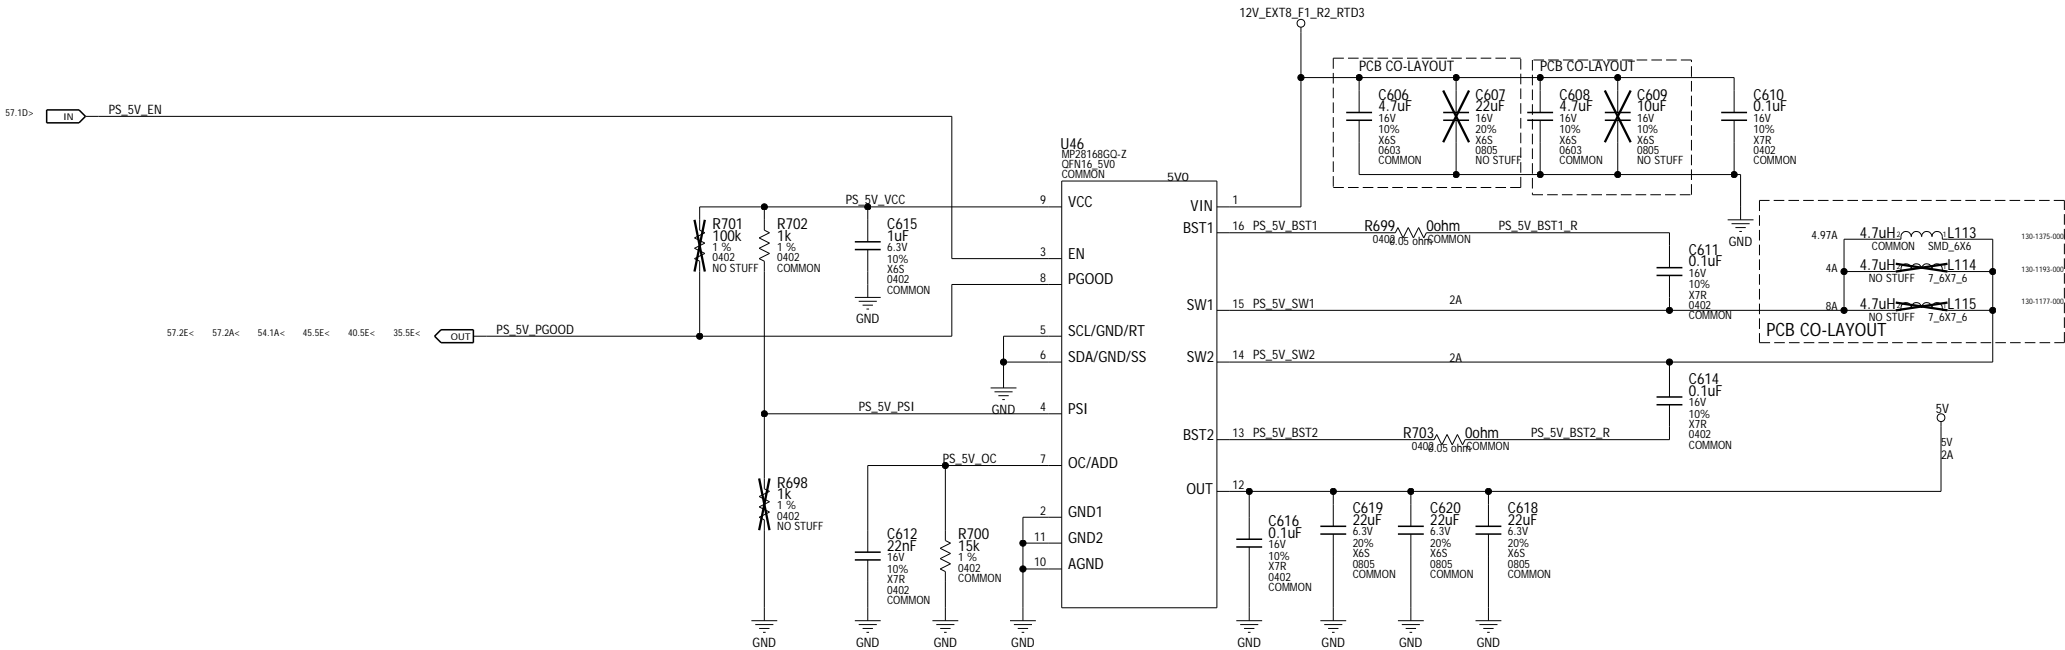 12V_EXT8_F1_R2_RTD3
PCB CO-LAYOUT
PCB CO-LAYOUT
C606
4.7uF
16V
10%
X6S
0603
COMMON
C607
22uF
16V
20%
X6S
0805
NO STUFF
C608
4.7uF
16V
10%
X6S
0603
COMMON
C609
10uF
16V
10%
X6S
0805
NO STUFF
C610
0.1uF
16V
10%
X7R
0402
COMMON
GND
57.1D>
IN
PS_5V_EN
U46
MP28168GQ-Z
QFN16_5V0
COMMON
5V0
PS_5V_VCC
9
VCC
VIN
1
R701
100k
1 %
0402
NO STUFF
R702
1k
1 %
0402
COMMON
C615
1uF
6.3V
10%
X6S
0402
COMMON
GND
3
EN
8
PGOOD
BST1
16
PS_5V_BST1
R699
0ohm
0402
0.05 ohm
COMMON
PS_5V_BST1_R
C611
0.1uF
16V
10%
X7R
0402
COMMON
4.97A
4.7uH
2
1
L113
COMMON
SMD_6X6
130-1375-000
4A
4.7uH
L114
NO STUFF
7_6X7_6
130-1193-000
8A
4.7uH
L115
NO STUFF
7_6X7_6
130-1177-000
PCB CO-LAYOUT
SW1
15
PS_5V_SW1
2A
57.2E<
57.2A<
54.1A<
45.5E<
40.5E<
35.5E<
OUT
PS_5V_PGOOD
5
SCL/GND/RT
6
SDA/GND/SS
GND
SW2
14
PS_5V_SW2
2A
C614
0.1uF
16V
10%
X7R
0402
COMMON
PS_5V_PSI
4
PSI
BST2
13
PS_5V_BST2
R703
0ohm
0402
0.05 ohm
COMMON
PS_5V_BST2_R
5V
5V
2A
PS_5V_OC
7
OC/ADD
OUT
12
R698
1k
1 %
0402
NO STUFF
C612
22nF
16V
10%
X7R
0402
COMMON
R700
15k
1 %
0402
COMMON
2
GND1
11
GND2
10
AGND
C616
0.1uF
16V
10%
X7R
0402
COMMON
C619
22uF
6.3V
20%
X6S
0805
COMMON
C620
22uF
6.3V
20%
X6S
0805
COMMON
C618
22uF
6.3V
20%
X6S
0805
COMMON
GND
GND
GND
GND
GND
GND
GND
GND